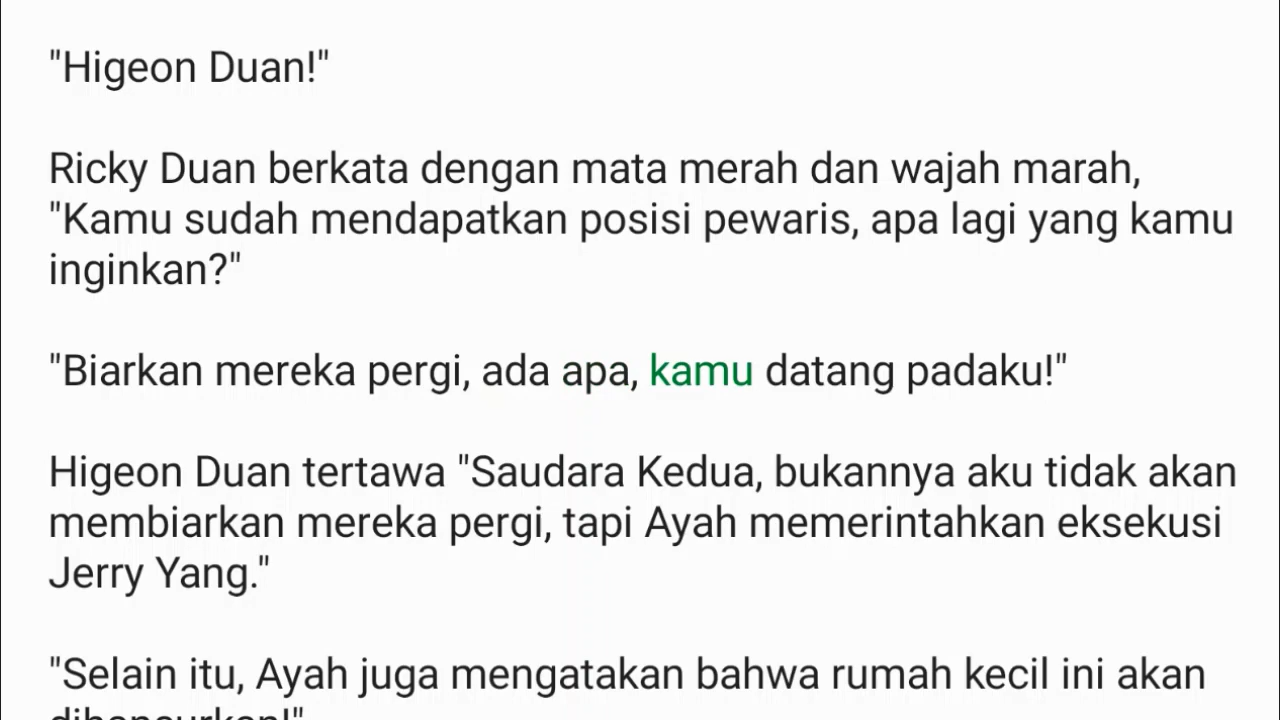 "Higeon Duan!"
Ricky Duan berkata dengan mata merah dan wajah marah,
"Kamu sudah mendapatkan posisi pewaris, apa lagi yang kamu
inginkan?"
"Biarkan mereka pergi, ada apa, kamu datang padaku!"
Higeon Duan tertawa "Saudara Kedua, bukannya aku tidak akan
membiarkan mereka pergi, tapi Ayah memerintahkan eksekusi
Jerry Yang."
"Selain itu, Ayah juga mengatakan bahwa rumah kecil ini akan
dihancurkan!"